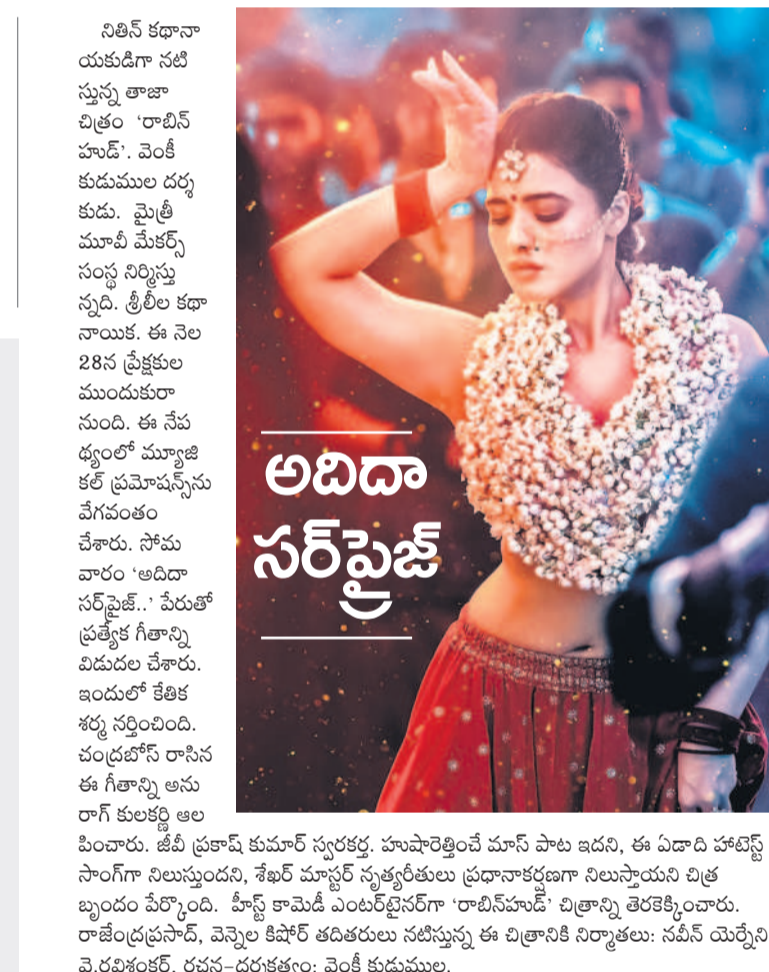 నితిన్ కథానా
యకుడిగా నటి
స్తున్న తాజా
చిత్రం ‘రాబిన్
హుడ్’. వెంకీ
కుడుముల దర్శ
కుడు. మైత్రీ
మూవీ మేకర్స్
సంస్థ నిర్మిస్తు
న్నది. శ్రీలీల కథా
నాయిక. ఈ నెల
28న ప్రేక్షకుల
ముందుకురా
నుంది. ఈ నేప
థ్యంలో మ్యూజి
కల్ ప్రమోషన్స్‌ను
వేగవంతం
చేశారు. సోమ
వారం ‘అదిదా
సర్‌ప్రైజ్..’ పేరుతో
ప్రత్యేక గీతాన్ని
విడుదల చేశారు.
ఇందులో కేతిక
శర్మ నర్తించింది.
చంద్రబోస్ రాసిన
ఈ గీతాన్ని అను
రాగ్ కులకర్ణి ఆల
పించారు. జీవీ ప్రకాష్ కుమార్ స్వరకర్త. హుషారెత్తించే మాస్ పాట ఇదని, ఈ ఏడాది హాటెస్ట్
సాంగ్‌గా నిలుస్తుందని, శేఖర్ మాస్టర్ నృత్యరీతులు ప్రధానాకర్షణగా నిలుస్తాయని చిత్ర
బృందం పేర్కొంది. హీస్ట్ కామెడీ ఎంటర్‌టైనర్‌గా ‘రాబిన్‌హుడ్’ చిత్రాన్ని తెరకెక్కించారు.
రాజేంద్రప్రసాద్, వెన్నెల కిషోర్ తదితరులు నటిస్తున్న ఈ చిత్రానికి నిర్మాతలు: నవీన్ యెర్నేని
వై.రవిశంకర్, రచన–దర్శకత్వం: వెంకీ కుడుముల.
అదిదా
సర్‌ప్రైజ్